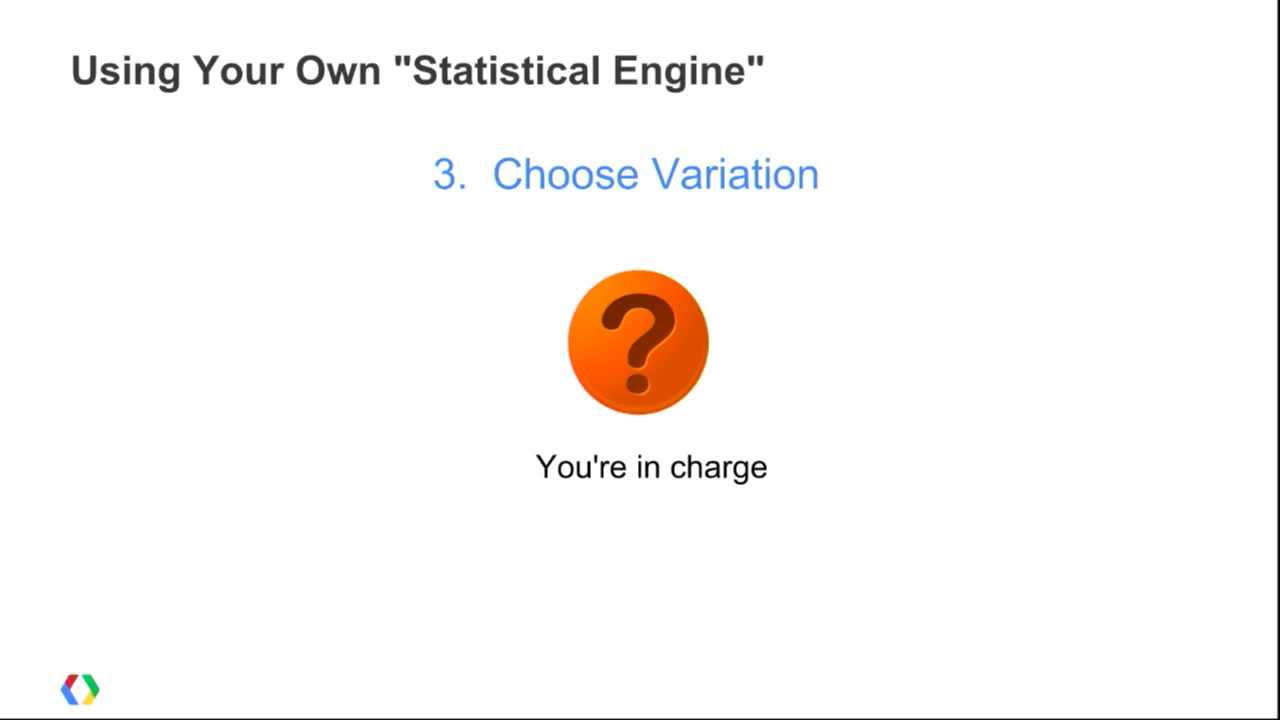 Using Your Own "Statistical Engine"
3. Choose Variation
?
You're in charge